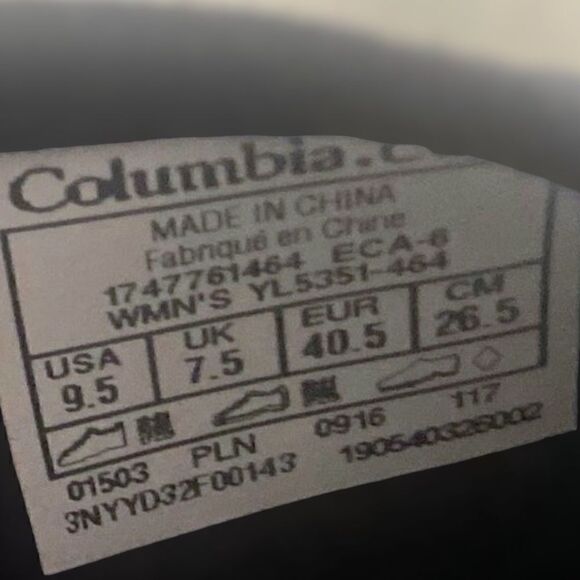 Columbia.
MADE IN CHINA
Fabriqué en Chine
1747761464 ECA-6
WMN'S YL5351-464
USA UK EUR CM
9.5 7.5 40.5 26.5
01503 PLN 0916 117
3NYYD32F00143 190540326002